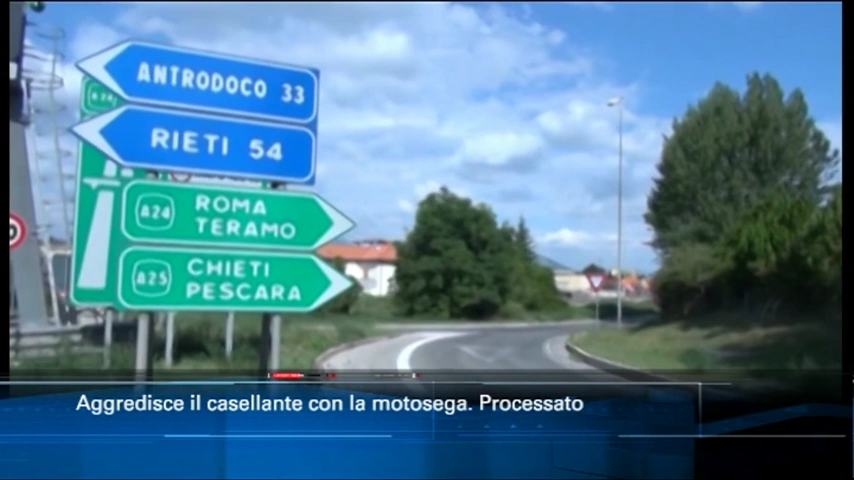 ANTRODOCO 33
RIETI 54
A24
ROMA
TERAMO
A25
CHIETI
PESCARA
Aggredisce il casellante con la motosega. Processato